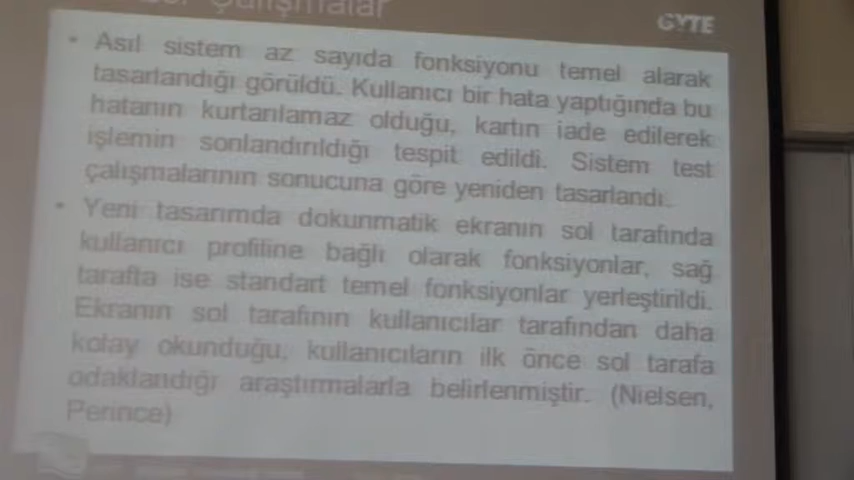 Çalışmalar
GYTE
• Asıl sistem az sayıda fonksiyonu temel alarak
tasarlandığı görüldü. Kullanıcı bir hata yaptığında bu
hatanın kurtarılamaz olduğu, kartın iade edilerek
işlemin sonlandırıldığı tespit edildi. Sistem test
çalışmalarının sonucuna göre yeniden tasarlandı.
• Yeni tasarımda dokunmatik ekranın sol tarafında
kullanıcı profiline bağlı olarak fonksiyonlar, sağ
tarafta ise standart temel fonksiyonlar yerleştirildi.
Ekranın sol tarafının kullanıcılar tarafından daha
kolay okunduğu, kullanıcıların ilk önce sol tarafa
odaklandığı araştırmalarla belirlenmiştir. (Nielsen,
Perince)